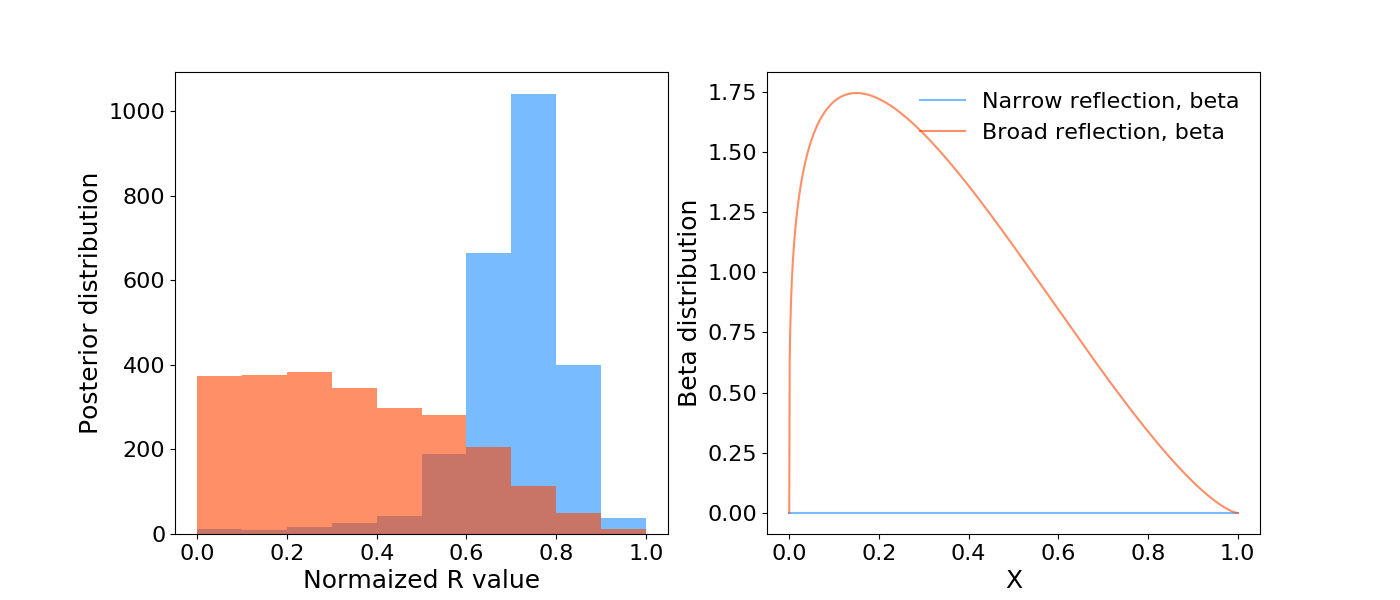 Posterior distribution
1000
800
600
400
200
0
0.0 0.2 0.4 0.6 0.8 1.0
Normaized R value
Beta distribution
1.75
1.50
1.25
1.00
0.75
0.50
0.25
0.00
0.0 0.2 0.4 0.6 0.8 1.0
X
Narrow reflection, beta
Broad reflection, beta